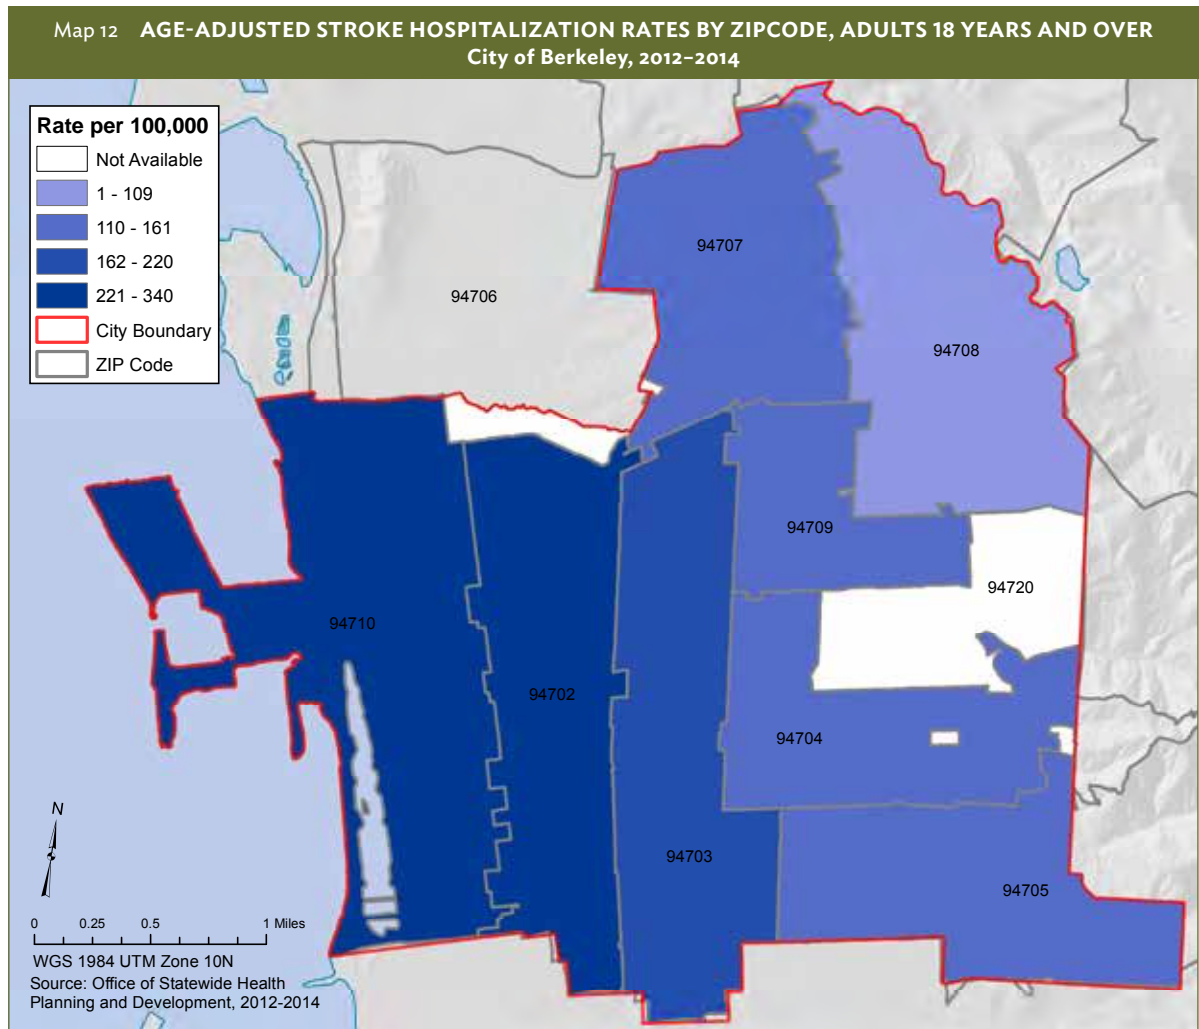 Map 12 AGE-ADJUSTED STROKE HOSPITALIZATION RATES BY ZIPCODE, ADULTS 18 YEARS AND OVER
City of Berkeley, 2012–2014
Rate per 100,000
Not Available
1 - 109
110 - 161
162 - 220
221 - 340
City Boundary
ZIP Code
94707
94706
94708
94709
94720
94710
94702
94704
94703
94705
N
0 0.25 0.5 1 Miles
WGS 1984 UTM Zone 10N
Source: Office of Statewide Health
Planning and Development, 2012-2014